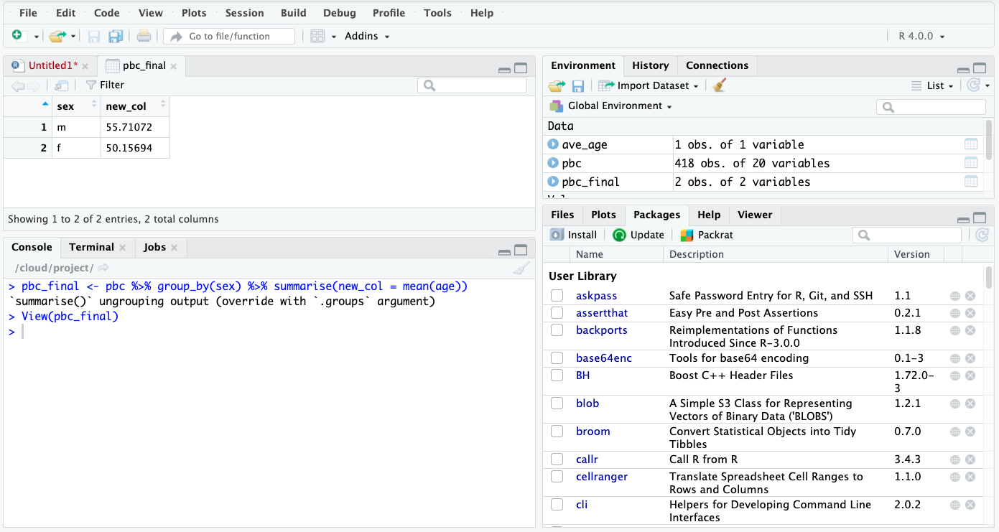 File Edit Code View Plots Session Build Debug Profile Tools Help
Go to file/function Addins R 4.0.0
Untitled1* pbc_final
Filter
sex new_col
1 m 55.71072
2 f 50.15694
Showing 1 to 2 of 2 entries, 2 total columns
Console Terminal Jobs
/cloud/project/
> pbc_final <- pbc %>% group_by(sex) %>% summarise(new_col = mean(age))
`summarise()` ungrouping output (override with `.groups` argument)
> View(pbc_final)
>
Environment History Connections
Import Dataset List
Global Environment
Data
ave_age 1 obs. of 1 variable
pbc 418 obs. of 20 variables
pbc_final 2 obs. of 2 variables
Files Plots Packages Help Viewer
Install Update Packrat
Name Description Version
User Library
askpass Safe Password Entry for R, Git, and SSH 1.1
assertthat Easy Pre and Post Assertions 0.2.1
backports Reimplementations of Functions 1.1.8
Introduced Since R-3.0.0
base64enc Tools for base64 encoding 0.1-3
BH Boost C++ Header Files 1.72.0-
3
blob A Simple S3 Class for Representing 1.2.1
Vectors of Binary Data ('BLOBS')
broom Convert Statistical Objects into Tidy 0.7.0
Tibbles
callr Call R from R 3.4.3
cellranger Translate Spreadsheet Cell Ranges to 1.1.0
Rows and Columns
cli Helpers for Developing Command Line 2.0.2
Interfaces